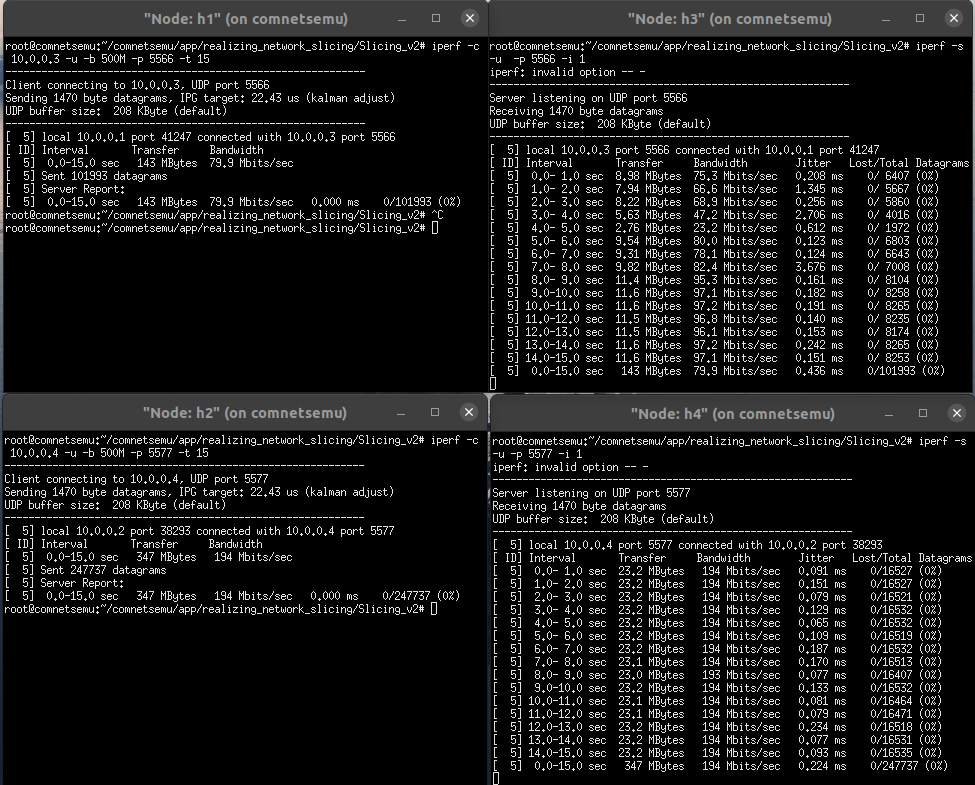 "Node: h1" (on comnetsemu)
root@comnetsemu:~/comnetsemu/app/realizing_network_slicing/Slicing_v2# iperf -c
10.0.0.3 -u -b 500M -p 5566 -t 15
------------------------------------------------------------
Client connecting to 10.0.0.3, UDP port 5566
Sending 1470 byte datagrams, IPG target: 22.43 us (kalman adjust)
UDP buffer size:  208 KByte (default)
------------------------------------------------------------
[  5] local 10.0.0.1 port 41247 connected with 10.0.0.3 port 5566
[ ID] Interval       Transfer     Bandwidth
[  5]  0.0-15.0 sec   143 MBytes  79.9 Mbits/sec
[  5] Sent 101993 datagrams
[  5] Server Report:
[  5]  0.0-15.0 sec   143 MBytes  79.9 Mbits/sec   0.000 ms    0/101993 (0%)
root@comnetsemu:~/comnetsemu/app/realizing_network_slicing/Slicing_v2# ^C
root@comnetsemu:~/comnetsemu/app/realizing_network_slicing/Slicing_v2#
"Node: h3" (on comnetsemu)
root@comnetsemu:~/comnetsemu/app/realizing_network_slicing/Slicing_v2# iperf -s
-u  -p 5566 -i 1
iperf: invalid option -- -
------------------------------------------------------------
Server listening on UDP port 5566
Receiving 1470 byte datagrams
UDP buffer size:  208 KByte (default)
------------------------------------------------------------
[  5] local 10.0.0.3 port 5566 connected with 10.0.0.1 port 41247
[ ID] Interval       Transfer     Bandwidth        Jitter   Lost/Total Datagrams
[  5]  0.0- 1.0 sec  8.98 MBytes  75.3 Mbits/sec   0.208 ms    0/ 6407 (0%)
[  5]  1.0- 2.0 sec  7.94 MBytes  66.6 Mbits/sec   1.345 ms    0/ 5667 (0%)
[  5]  2.0- 3.0 sec  8.22 MBytes  68.9 Mbits/sec   0.256 ms    0/ 5860 (0%)
[  5]  3.0- 4.0 sec  5.63 MBytes  47.2 Mbits/sec   2.706 ms    0/ 4016 (0%)
[  5]  4.0- 5.0 sec  2.76 MBytes  23.2 Mbits/sec   0.612 ms    0/ 1972 (0%)
[  5]  5.0- 6.0 sec  9.54 MBytes  80.0 Mbits/sec   0.123 ms    0/ 6803 (0%)
[  5]  6.0- 7.0 sec  9.31 MBytes  78.1 Mbits/sec   0.124 ms    0/ 6643 (0%)
[  5]  7.0- 8.0 sec  9.82 MBytes  82.4 Mbits/sec   3.676 ms    0/ 7008 (0%)
[  5]  8.0- 9.0 sec  11.4 MBytes  95.3 Mbits/sec   0.161 ms    0/ 8104 (0%)
[  5]  9.0-10.0 sec  11.6 MBytes  97.1 Mbits/sec   0.182 ms    0/ 8258 (0%)
[  5] 10.0-11.0 sec  11.6 MBytes  97.2 Mbits/sec   0.191 ms    0/ 8265 (0%)
[  5] 11.0-12.0 sec  11.5 MBytes  96.8 Mbits/sec   0.140 ms    0/ 8235 (0%)
[  5] 12.0-13.0 sec  11.5 MBytes  96.1 Mbits/sec   0.153 ms    0/ 8174 (0%)
[  5] 13.0-14.0 sec  11.6 MBytes  97.2 Mbits/sec   0.242 ms    0/ 8265 (0%)
[  5] 14.0-15.0 sec  11.6 MBytes  97.1 Mbits/sec   0.151 ms    0/ 8253 (0%)
[  5]  0.0-15.0 sec   143 MBytes  79.9 Mbits/sec   0.436 ms    0/101993 (0%)
"Node: h2" (on comnetsemu)
root@comnetsemu:~/comnetsemu/app/realizing_network_slicing/Slicing_v2# iperf -c
10.0.0.4 -u -b 500M -p 5577 -t 15
------------------------------------------------------------
Client connecting to 10.0.0.4, UDP port 5577
Sending 1470 byte datagrams, IPG target: 22.43 us (kalman adjust)
UDP buffer size:  208 KByte (default)
------------------------------------------------------------
[  5] local 10.0.0.2 port 38293 connected with 10.0.0.4 port 5577
[ ID] Interval       Transfer     Bandwidth
[  5]  0.0-15.0 sec   347 MBytes   194 Mbits/sec
[  5] Sent 247737 datagrams
[  5] Server Report:
[  5]  0.0-15.0 sec   347 MBytes   194 Mbits/sec   0.000 ms    0/247737 (0%)
root@comnetsemu:~/comnetsemu/app/realizing_network_slicing/Slicing_v2#
"Node: h4" (on comnetsemu)
root@comnetsemu:~/comnetsemu/app/realizing_network_slicing/Slicing_v2# iperf -s
-u -p 5577 -i 1
iperf: invalid option -- -
------------------------------------------------------------
Server listening on UDP port 5577
Receiving 1470 byte datagrams
UDP buffer size:  208 KByte (default)
------------------------------------------------------------
[  5] local 10.0.0.4 port 5577 connected with 10.0.0.2 port 38293
[ ID] Interval       Transfer     Bandwidth        Jitter   Lost/Total Datagrams
[  5]  0.0- 1.0 sec  23.2 MBytes   194 Mbits/sec   0.091 ms    0/16527 (0%)
[  5]  1.0- 2.0 sec  23.2 MBytes   194 Mbits/sec   0.151 ms    0/16527 (0%)
[  5]  2.0- 3.0 sec  23.2 MBytes   194 Mbits/sec   0.079 ms    0/16521 (0%)
[  5]  3.0- 4.0 sec  23.2 MBytes   194 Mbits/sec   0.129 ms    0/16532 (0%)
[  5]  4.0- 5.0 sec  23.2 MBytes   194 Mbits/sec   0.065 ms    0/16532 (0%)
[  5]  5.0- 6.0 sec  23.2 MBytes   194 Mbits/sec   0.109 ms    0/16519 (0%)
[  5]  6.0- 7.0 sec  23.2 MBytes   194 Mbits/sec   0.187 ms    0/16532 (0%)
[  5]  7.0- 8.0 sec  23.1 MBytes   194 Mbits/sec   0.170 ms    0/16513 (0%)
[  5]  8.0- 9.0 sec  23.0 MBytes   193 Mbits/sec   0.077 ms    0/16407 (0%)
[  5]  9.0-10.0 sec  23.2 MBytes   194 Mbits/sec   0.133 ms    0/16532 (0%)
[  5] 10.0-11.0 sec  23.1 MBytes   194 Mbits/sec   0.081 ms    0/16464 (0%)
[  5] 11.0-12.0 sec  23.1 MBytes   194 Mbits/sec   0.079 ms    0/16471 (0%)
[  5] 12.0-13.0 sec  23.2 MBytes   194 Mbits/sec   0.234 ms    0/16518 (0%)
[  5] 13.0-14.0 sec  23.2 MBytes   194 Mbits/sec   0.077 ms    0/16531 (0%)
[  5] 14.0-15.0 sec  23.2 MBytes   194 Mbits/sec   0.093 ms    0/16535 (0%)
[  5]  0.0-15.0 sec   347 MBytes   194 Mbits/sec   0.224 ms    0/247737 (0%)